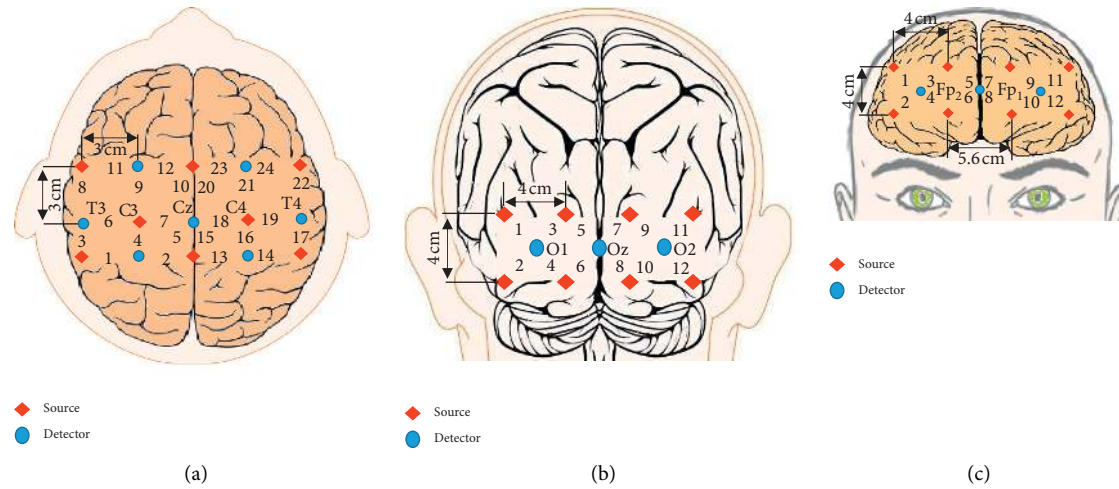 3 cm
11 12 23 24
8 9 10 20 21 22
3 cm
T3 C3 Cz C4 T4
6 7 18 19
3 4 5 15 16 17
1 2 13 14
Source
Detector
(a)
4 cm
1 3 5 7 9 11
4 cm
O1 Oz O2
2 4 6 8 10 12
Source
Detector
(b)
4 cm
4 cm
1 3 5 7 9 11
Fp2 Fp1
2 4 6 8 10 12
1
5.6 cm
Source
Detector
(c)